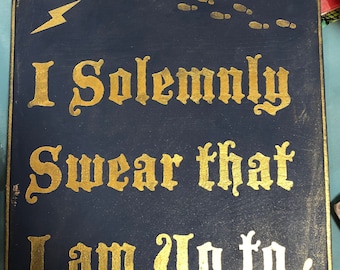 I Solemnly
Swear that
I am Up to